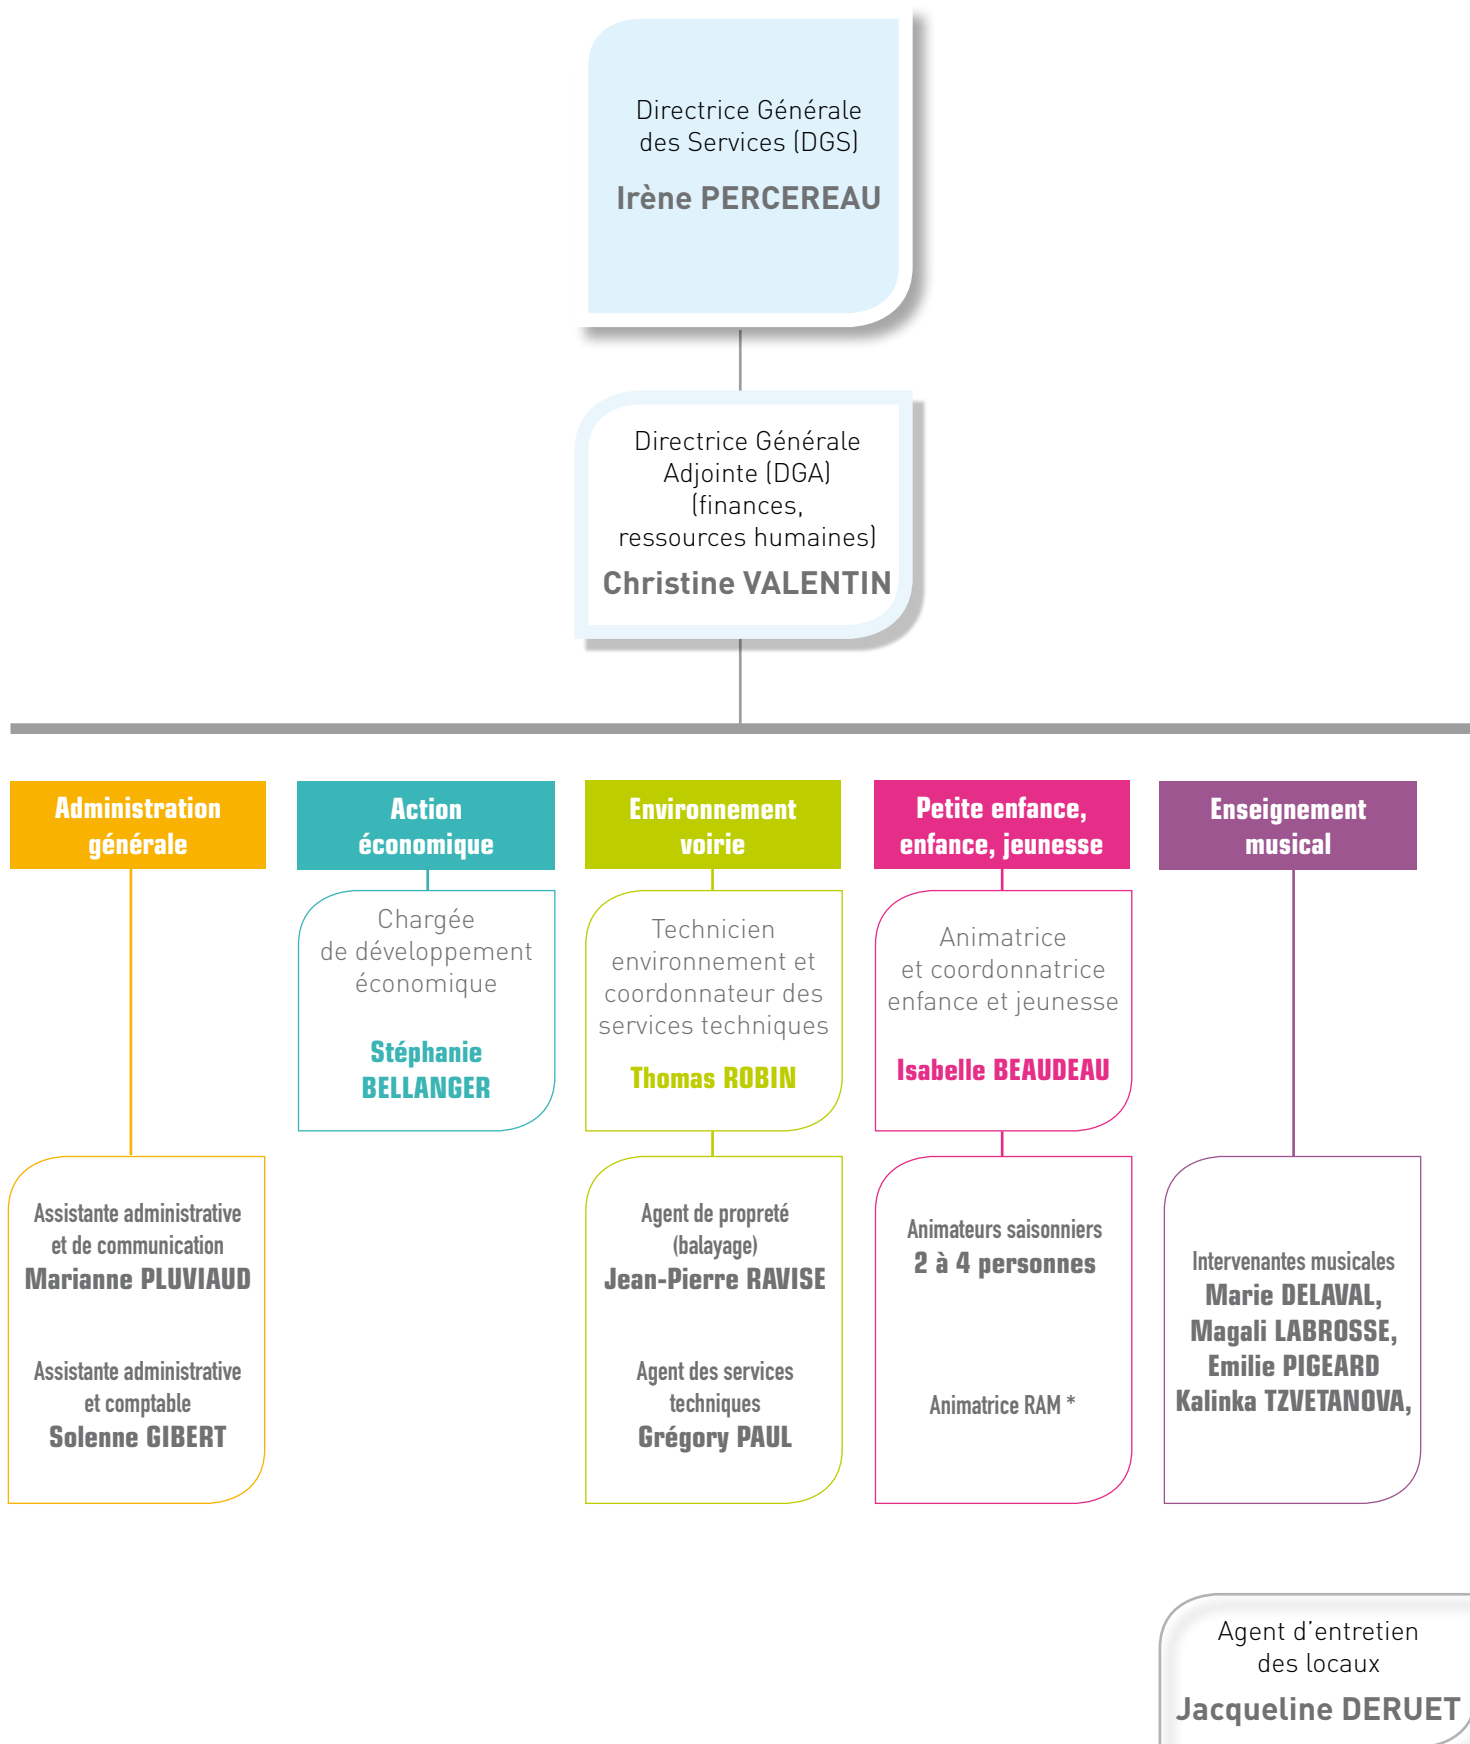 Directrice Générale
des Services (DGS)
Irène PERCEREAU
Directrice Générale
Adjointe (DGA)
(finances,
ressources humaines)
Christine VALENTIN
Administration
générale
Action
économique
Environnement
voirie
Petite enfance,
enfance, jeunesse
Enseignement
musical
Chargée
de développement
économique
Stéphanie
BELLANGER
Technicien
environnement et
coordonnateur des
services techniques
Thomas ROBIN
Animatrice
et coordonnatrice
enfance et jeunesse
Isabelle BEAUDEAU
Assistante administrative
et de communication
Marianne PLUVIAUD
Assistante administrative
et comptable
Solenne GIBERT
Agent de propreté
(balayage)
Jean-Pierre RAVISE
Agent des services
techniques
Grégory PAUL
Animateurs saisonniers
2 à 4 personnes
Animatrice RAM *
Intervenantes musicales
Marie DELAVAL,
Magali LABROSSE,
Emilie PIGEARD
Kalinka TZVETANOVA,
Agent d'entretien
des locaux
Jacqueline DERUET